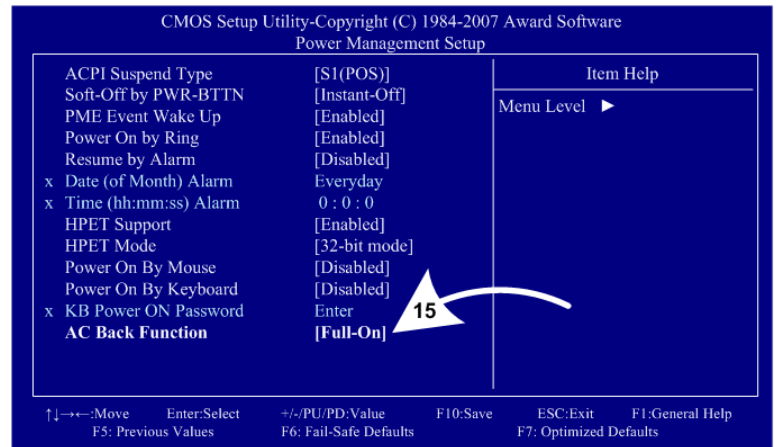 CMOS Setup Utility-Copyright (C) 1984-2007 Award Software
Power Management Setup
ACPI Suspend Type [S1(POS)]
Soft-Off by PWR-BTTN [Instant-Off]
PME Event Wake Up [Enabled]
Power On by Ring [Enabled]
Resume by Alarm [Disabled]
x Date (of Month) Alarm Everyday
x Time (hh:mm:ss) Alarm 0 : 0 : 0
HPET Support [Enabled]
HPET Mode [32-bit mode]
Power On By Mouse [Disabled]
Power On By Keyboard [Disabled]
x KB Power ON Password Enter
AC Back Function [Full-On]
15
Item Help
Menu Level ►
↑↓→←:Move Enter:Select +/-/PU/PD:Value F10:Save ESC:Exit F1:General Help
F5: Previous Values F6: Fail-Safe Defaults F7: Optimized Defaults